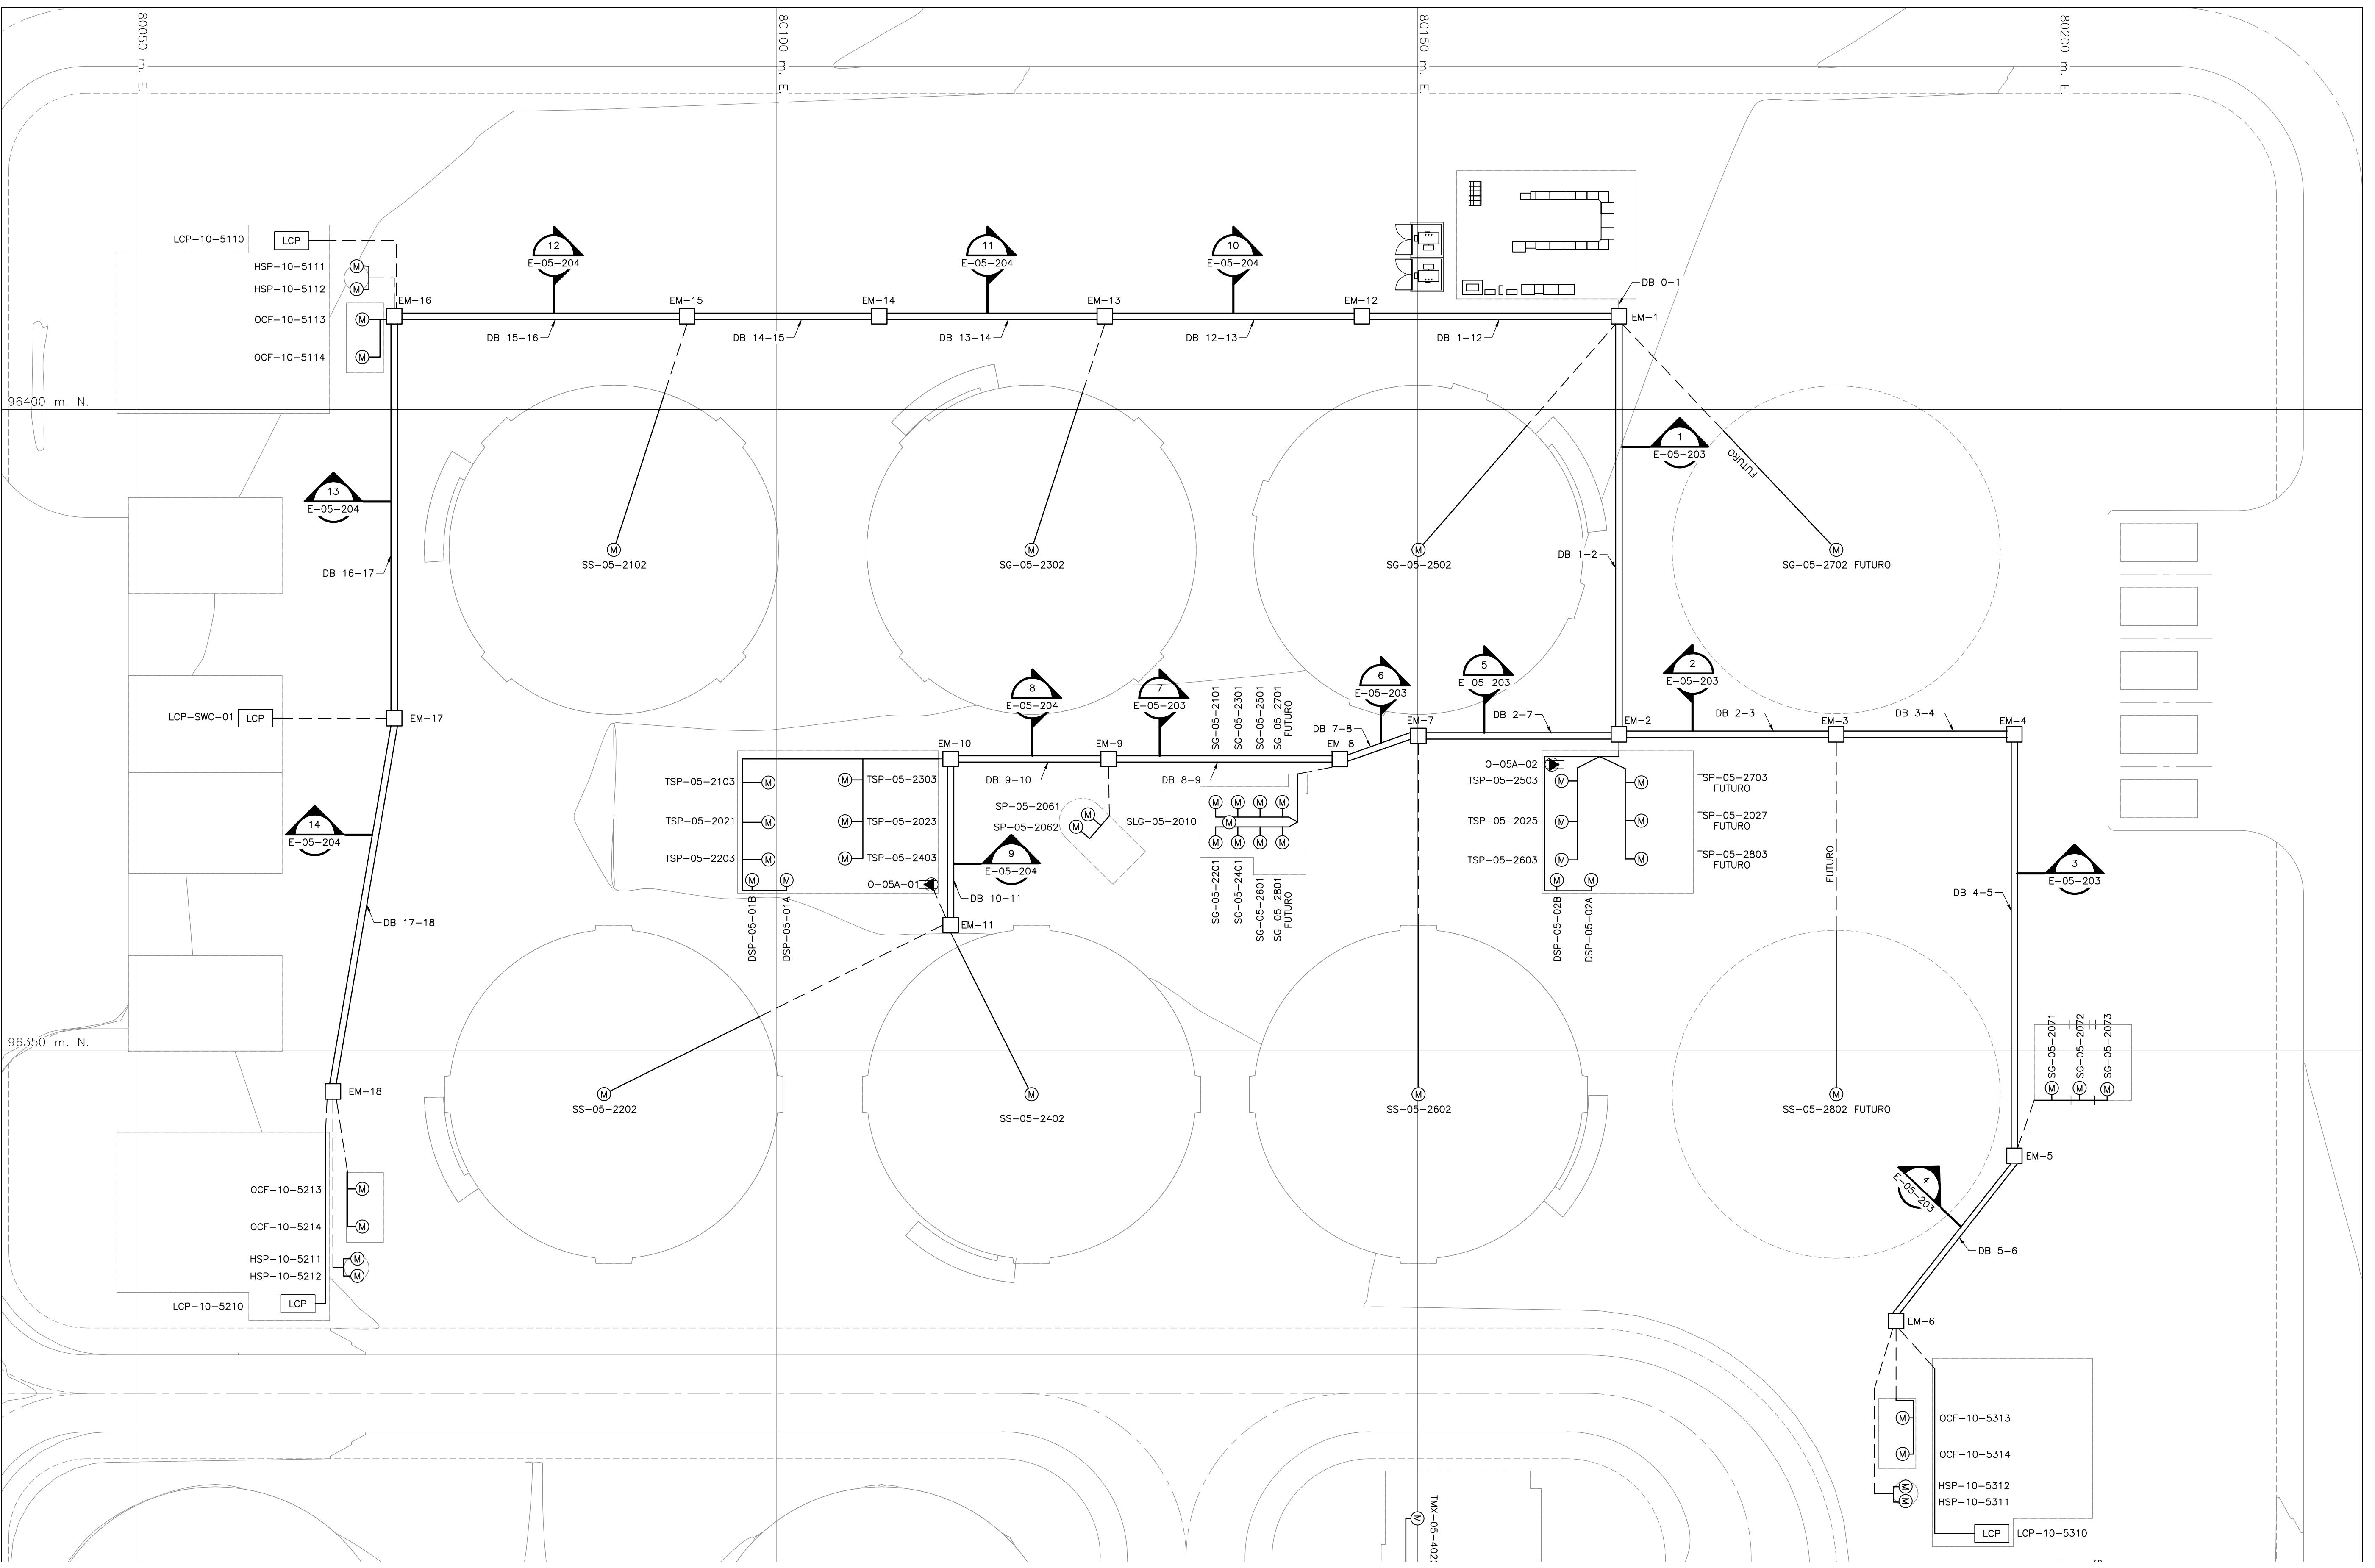 80050 m. E.
80100 m. E.
80150 m. E.
80200 m. E.
LCP-10-5110
LCP
HSP-10-5111
M
HSP-10-5112
M
OCF-10-5113
M
OCF-10-5114
M
EM-16
12
E-05-204
EM-15
EM-14
11
E-05-204
EM-13
10
E-05-204
EM-12
DB 0-1
EM-1
DB 15-16
DB 14-15
DB 13-14
DB 12-13
DB 1-12
96400 m. N.
1
E-05-203
FUTURO
13
E-05-204
DB 16-17
M
SS-05-2102
M
SG-05-2302
M
SG-05-2502
DB 1-2
M
SG-05-2702 FUTURO
LCP-SWC-01
LCP
EM-17
8
E-05-204
7
E-05-203
6
E-05-203
5
E-05-203
2
E-05-203
SG-05-2101
SG-05-2301
SG-05-2501
SG-05-2701
FUTURO
EM-10
EM-9
EM-8
DB 7-8
EM-7
DB 2-7
EM-2
DB 2-3
EM-3
DB 3-4
EM-4
DB 9-10
DB 8-9
TSP-05-2103
M
M
TSP-05-2303
TSP-05-2021
M
M
TSP-05-2023
TSP-05-2203
M
M
TSP-05-2403
M
M
O-05A-01
DSP-05-01B
DSP-05-01A
9
E-05-204
DB 10-11
EM-11
SP-05-2061
M
SP-05-2062
M
SLG-05-2010
M
M
M
M
M
M
M
M
M
SG-05-2201
SG-05-2401
SG-05-2601
SG-05-2801
FUTURO
O-05A-02
TSP-05-2503
M
M
TSP-05-2703
FUTURO
TSP-05-2025
M
M
TSP-05-2027
FUTURO
TSP-05-2603
M
M
TSP-05-2803
FUTURO
M
M
DSP-05-02B
DSP-05-02A
FUTURO
3
E-05-203
DB 4-5
14
E-05-204
DB 17-18
96350 m. N.
EM-18
M
SS-05-2202
M
SS-05-2402
M
SS-05-2602
M
SS-05-2802 FUTURO
SG-05-2071
SG-05-2072
SG-05-2073
M
M
M
EM-5
4
E-05-203
DB 5-6
EM-6
OCF-10-5213
M
OCF-10-5214
M
HSP-10-5211
M
HSP-10-5212
M
LCP-10-5210
LCP
M
OCF-10-5313
M
OCF-10-5314
M
HSP-10-5312
M
HSP-10-5311
LCP
LCP-10-5310
M